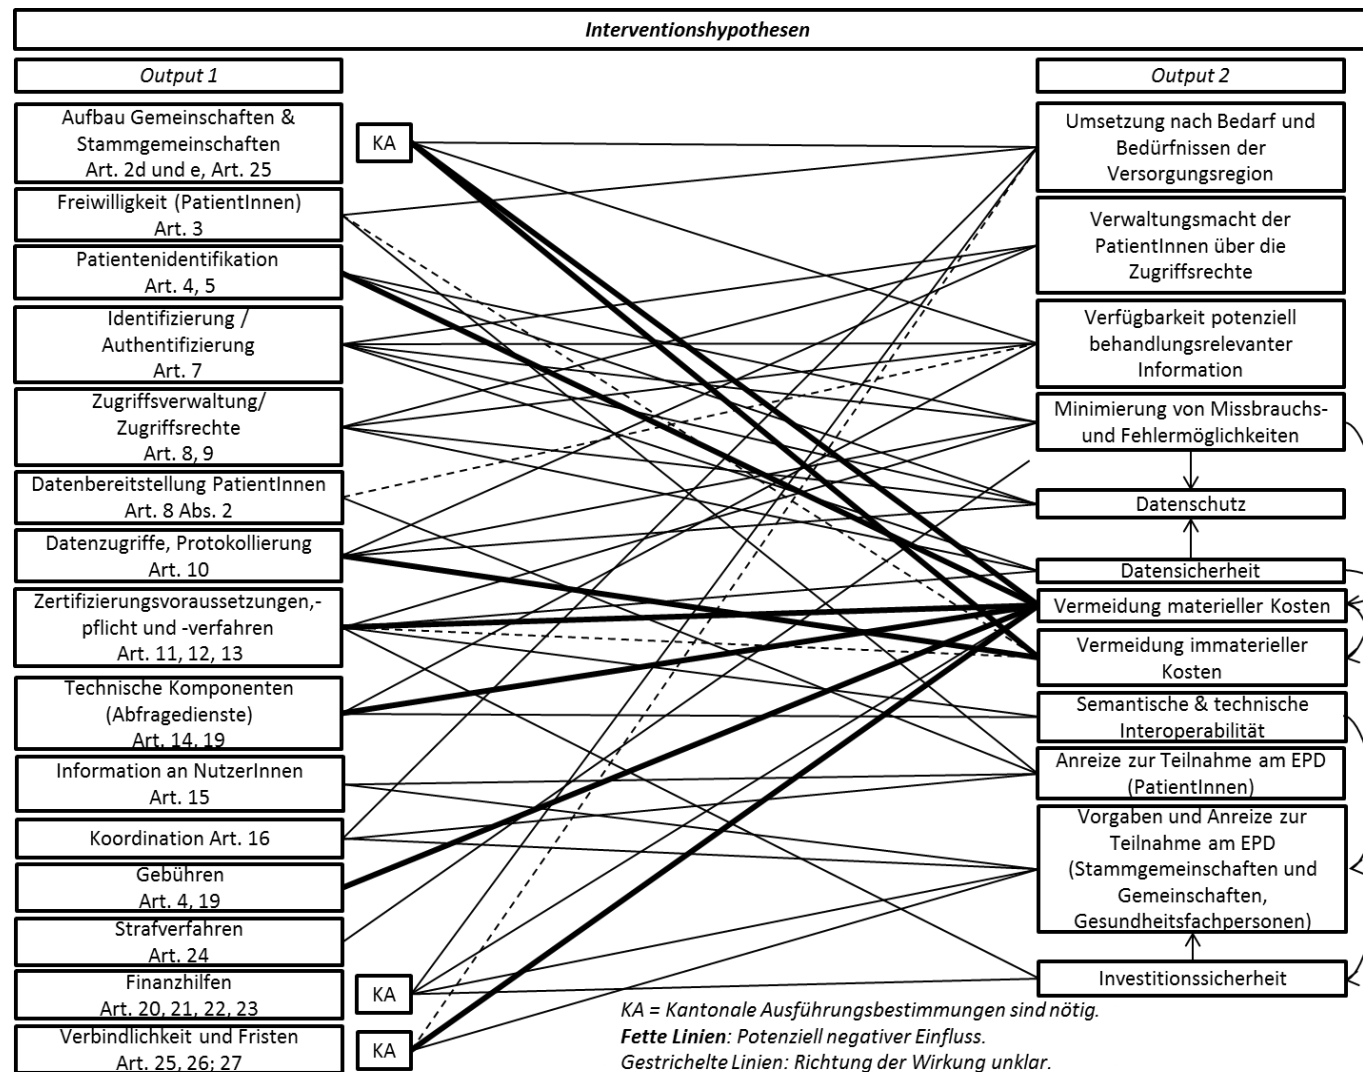 Interventionshypothesen
Output 1
Aufbau Gemeinschaften &
Stammgemeinschaften
Art. 2d und e, Art. 25
KA
Freiwilligkeit (PatientInnen)
Art. 3
Patientenidentifikation
Art. 4, 5
Identifizierung /
Authentifizierung
Art. 7
Zugriffsverwaltung/
Zugriffsrechte
Art. 8, 9
Datenbereitstellung PatientInnen
Art. 8 Abs. 2
Datenzugriffe, Protokollierung
Art. 10
Zertifizierungsvoraussetzungen,-
pflicht und -verfahren
Art. 11, 12, 13
Technische Komponenten
(Abfragedienste)
Art. 14, 19
Information an NutzerInnen
Art. 15
Koordination Art. 16
Gebühren
Art. 4, 19
Strafverfahren
Art. 24
Finanzhilfen
Art. 20, 21, 22, 23
KA
Verbindlichkeit und Fristen
Art. 25, 26; 27
KA
Output 2
Umsetzung nach Bedarf und
Bedürfnissen der
Versorgungsregion
Verwaltungsmacht der
PatientInnen über die
Zugriffsrechte
Verfügbarkeit potenziell
behandlungsrelevanter
Information
Minimierung von Missbrauchs-
und Fehlermöglichkeiten
Datenschutz
Datensicherheit
Vermeidung materieller Kosten
Vermeidung immaterieller
Kosten
Semantische & technische
Interoperabilität
Anreize zur Teilnahme am EPD
(PatientInnen)
Vorgaben und Anreize zur
Teilnahme am EPD
(Stammgemeinschaften und
Gemeinschaften,
Gesundheitsfachpersonen)
Investitionssicherheit
KA = Kantonale Ausführungsbestimmungen sind nötig.
Fette Linien: Potenziell negativer Einfluss.
Gestrichelte Linien: Richtung der Wirkung unklar.